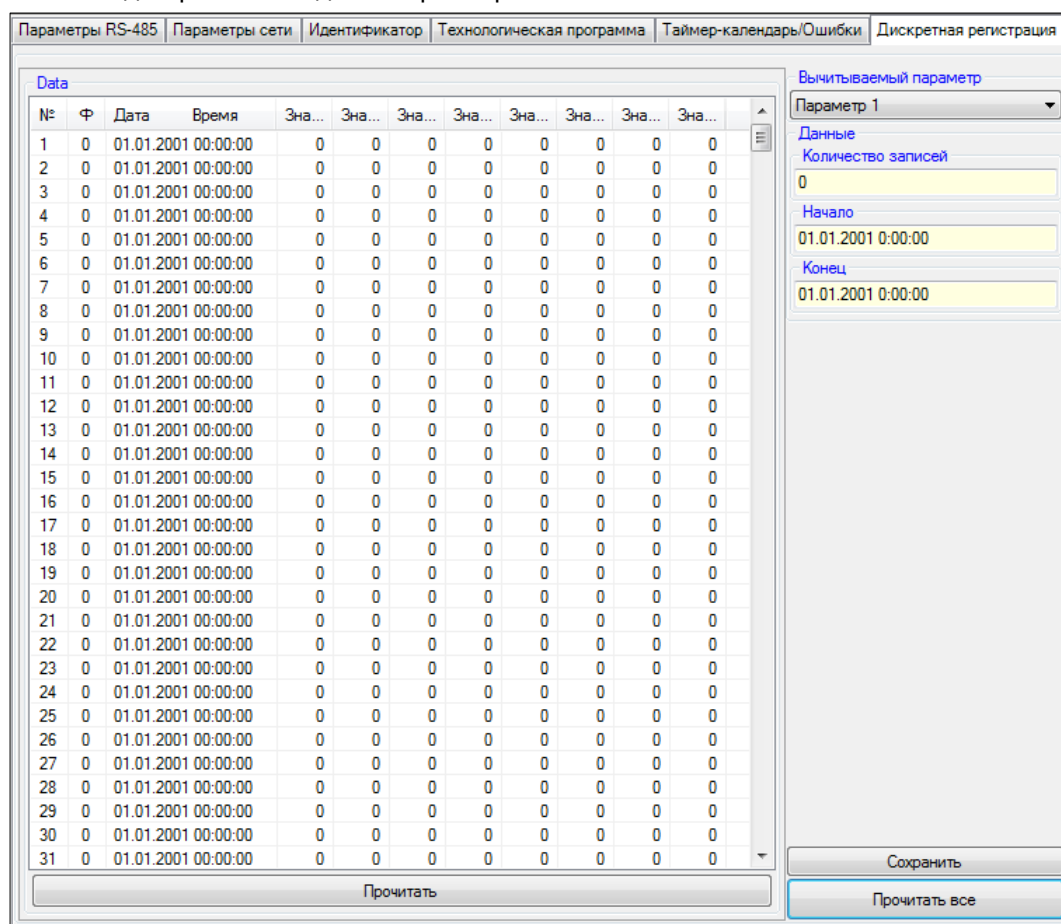 Параметры RS-485 Параметры сети Идентификатор Технологическая программа Таймер-календарь/Ошибки Дискретная регистрация
Data
№ Ф Дата Время Зна... Зна... Зна... Зна... Зна... Зна... Зна... Зна...
1 0 01.01.2001 00:00:00 0 0 0 0 0 0 0 0
2 0 01.01.2001 00:00:00 0 0 0 0 0 0 0 0
3 0 01.01.2001 00:00:00 0 0 0 0 0 0 0 0
4 0 01.01.2001 00:00:00 0 0 0 0 0 0 0 0
5 0 01.01.2001 00:00:00 0 0 0 0 0 0 0 0
6 0 01.01.2001 00:00:00 0 0 0 0 0 0 0 0
7 0 01.01.2001 00:00:00 0 0 0 0 0 0 0 0
8 0 01.01.2001 00:00:00 0 0 0 0 0 0 0 0
9 0 01.01.2001 00:00:00 0 0 0 0 0 0 0 0
10 0 01.01.2001 00:00:00 0 0 0 0 0 0 0 0
11 0 01.01.2001 00:00:00 0 0 0 0 0 0 0 0
12 0 01.01.2001 00:00:00 0 0 0 0 0 0 0 0
13 0 01.01.2001 00:00:00 0 0 0 0 0 0 0 0
14 0 01.01.2001 00:00:00 0 0 0 0 0 0 0 0
15 0 01.01.2001 00:00:00 0 0 0 0 0 0 0 0
16 0 01.01.2001 00:00:00 0 0 0 0 0 0 0 0
17 0 01.01.2001 00:00:00 0 0 0 0 0 0 0 0
18 0 01.01.2001 00:00:00 0 0 0 0 0 0 0 0
19 0 01.01.2001 00:00:00 0 0 0 0 0 0 0 0
20 0 01.01.2001 00:00:00 0 0 0 0 0 0 0 0
21 0 01.01.2001 00:00:00 0 0 0 0 0 0 0 0
22 0 01.01.2001 00:00:00 0 0 0 0 0 0 0 0
23 0 01.01.2001 00:00:00 0 0 0 0 0 0 0 0
24 0 01.01.2001 00:00:00 0 0 0 0 0 0 0 0
25 0 01.01.2001 00:00:00 0 0 0 0 0 0 0 0
26 0 01.01.2001 00:00:00 0 0 0 0 0 0 0 0
27 0 01.01.2001 00:00:00 0 0 0 0 0 0 0 0
28 0 01.01.2001 00:00:00 0 0 0 0 0 0 0 0
29 0 01.01.2001 00:00:00 0 0 0 0 0 0 0 0
30 0 01.01.2001 00:00:00 0 0 0 0 0 0 0 0
31 0 01.01.2001 00:00:00 0 0 0 0 0 0 0 0
Прочитать
Вычитываемый параметр
Параметр 1
Данные
Количество записей
0
Начало
01.01.2001 0:00:00
Конец
01.01.2001 0:00:00
Сохранить
Прочитать все